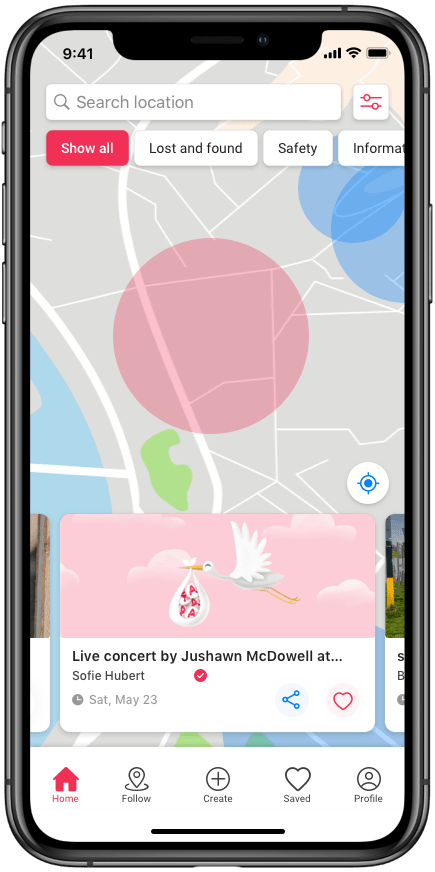 9:41
Search location
Show all
Lost and found
Safety
Informat
Live concert by Jushawn McDowell at...
Sofie Hubert
Sat, May 23
s
B
Home
Follow
Create
Saved
Profile